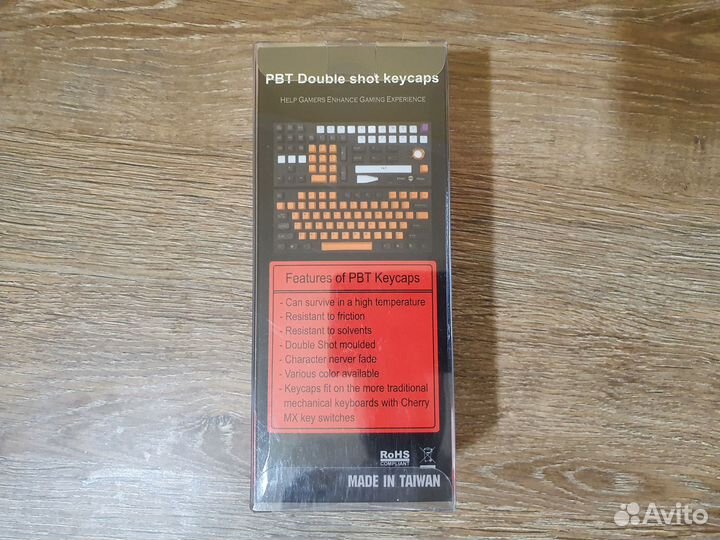 PBT Double shot keycaps
HELP GAMERS ENHANCE GAMING EXPERIENCE
Features of PBT Keycaps
- Can survive in a high temperature
- Resistant to friction
- Resistant to solvents
- Double Shot moulded
- Character nerver fade
- Various color available
- Keycaps fit on the more traditional
mechanical keyboards with Cherry
MX key switches
RoHS
COMPLIANT
MADE IN TAIWAN
Avito